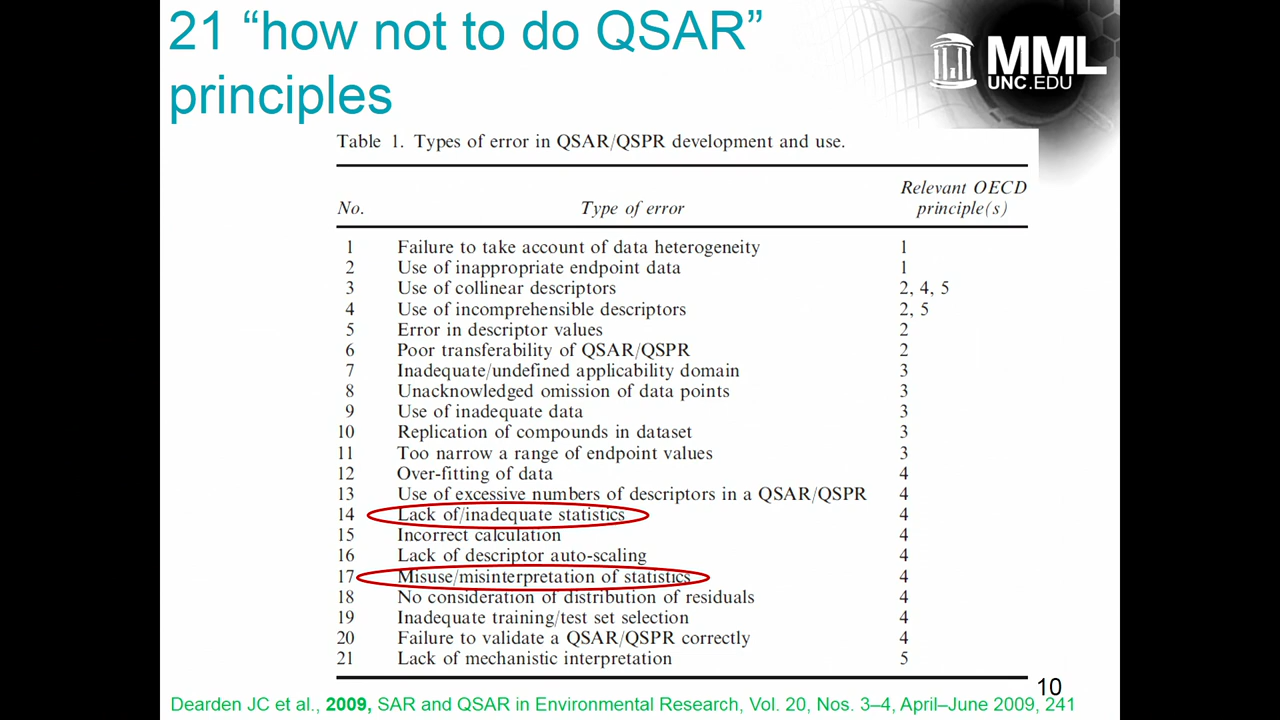 21 “how not to do QSAR”
principles
MML
UNC.EDU
Table 1. Types of error in QSAR/QSPR development and use.
No. Type of error Relevant OECD principle(s)
1 Failure to take account of data heterogeneity 1
2 Use of inappropriate endpoint data 1
3 Use of collinear descriptors 2, 4, 5
4 Use of incomprehensible descriptors 2, 5
5 Error in descriptor values 2
6 Poor transferability of QSAR/QSPR 2
7 Inadequate/undefined applicability domain 3
8 Unacknowledged omission of data points 3
9 Use of inadequate data 3
10 Replication of compounds in dataset 3
11 Too narrow a range of endpoint values 3
12 Over-fitting of data 4
13 Use of excessive numbers of descriptors in a QSAR/QSPR 4
14 Lack of/inadequate statistics 4
15 Incorrect calculation 4
16 Lack of descriptor auto-scaling 4
17 Misuse/misinterpretation of statistics 4
18 No consideration of distribution of residuals 4
19 Inadequate training/test set selection 4
20 Failure to validate a QSAR/QSPR correctly 4
21 Lack of mechanistic interpretation 5
10
Dearden JC et al., 2009, SAR and QSAR in Environmental Research, Vol. 20, Nos. 3–4, April–June 2009, 241